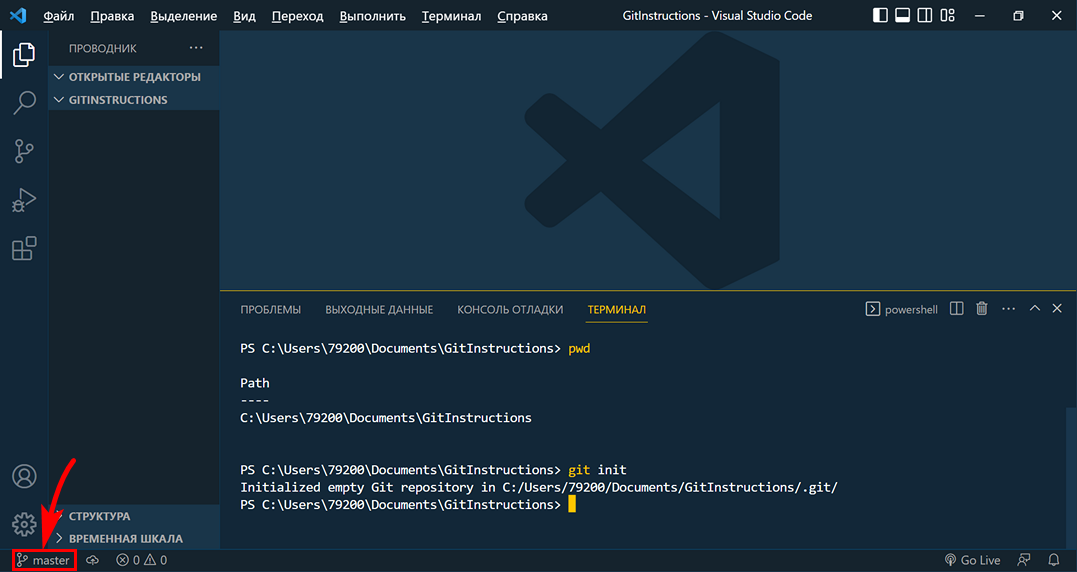 Файл Правка Выделение Вид Переход Выполнить Терминал Справка GitInstructions - Visual Studio Code
ПРОВОДНИК
ОТКРЫТЫЕ РЕДАКТОРЫ
GITINSTRUCTIONS
ПРОБЛЕМЫ ВЫХОДНЫЕ ДАННЫЕ КОНСОЛЬ ОТЛАДКИ ТЕРМИНАЛ powershell
PS C:\Users\79200\Documents\GitInstructions> pwd
Path
----
C:\Users\79200\Documents\GitInstructions
PS C:\Users\79200\Documents\GitInstructions> git init
Initialized empty Git repository in C:/Users/79200/Documents/GitInstructions/.git/
PS C:\Users\79200\Documents\GitInstructions>
СТРУКТУРА
ВРЕМЕННАЯ ШКАЛА
master 0 0 Go Live